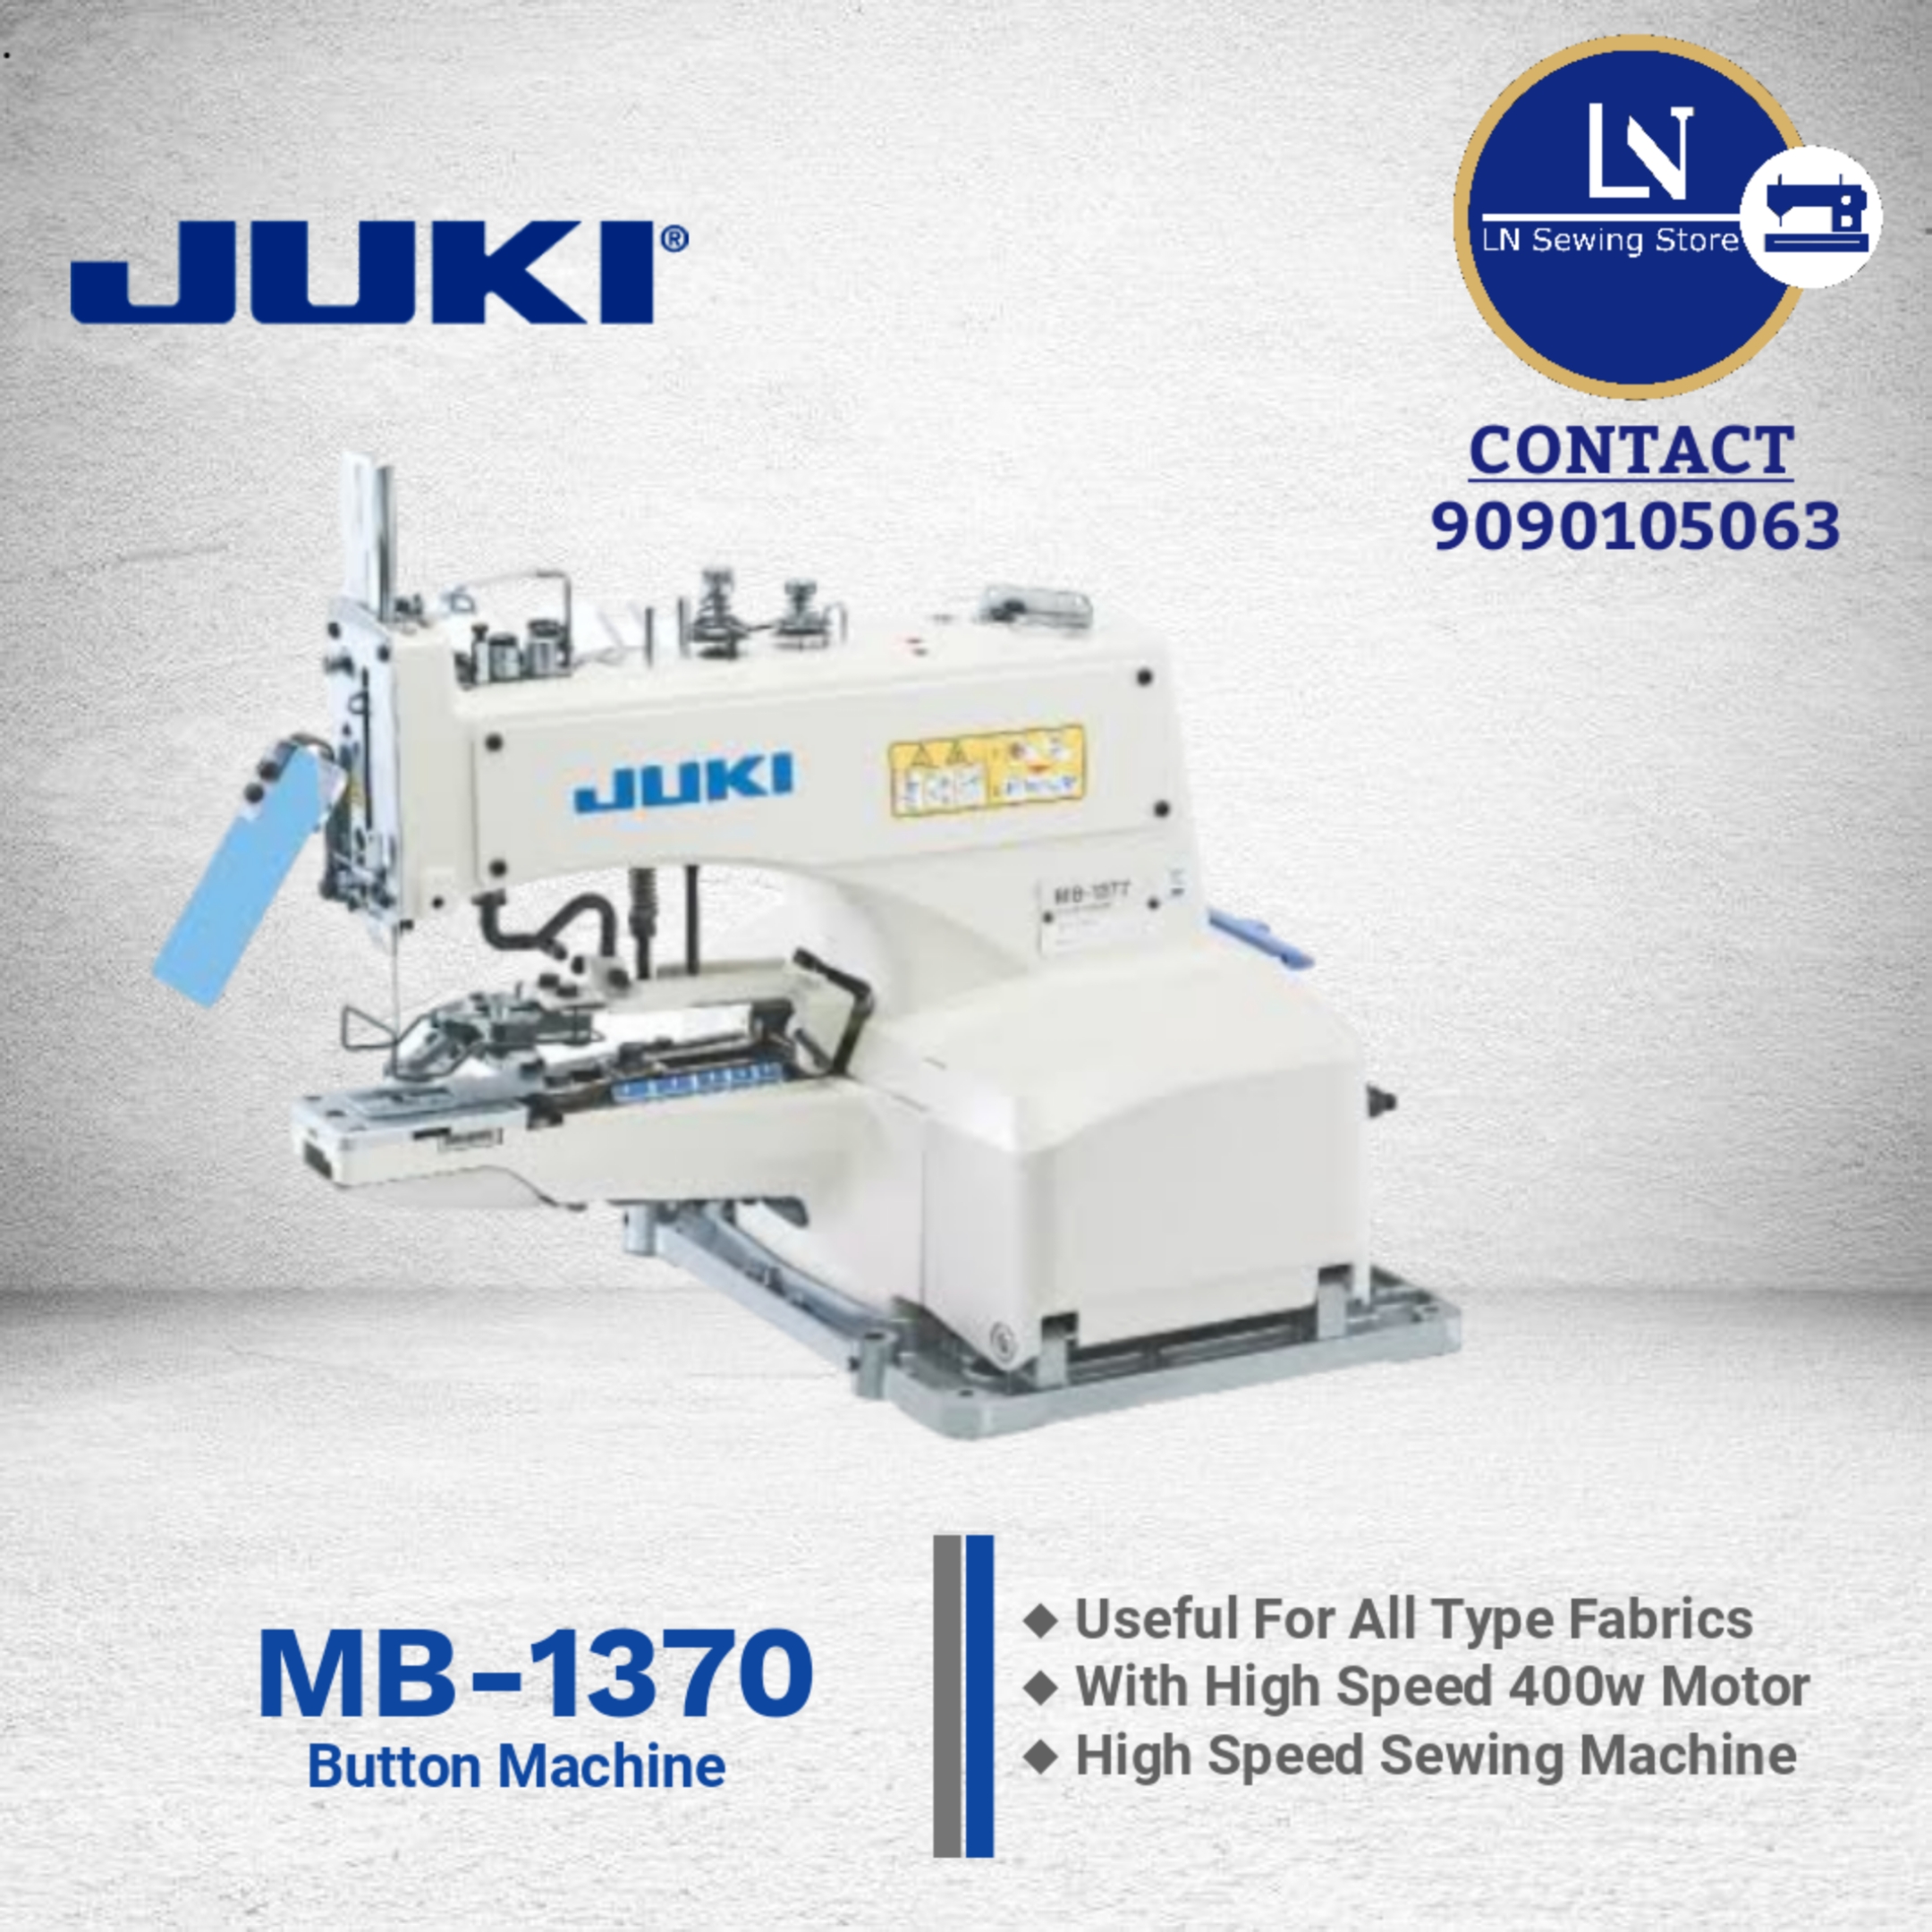 JUKI®
LN
LN Sewing Store
CONTACT
9090105063
JUKI
MB-1377
MB-1370
Button Machine
◆ Useful For All Type Fabrics
◆ With High Speed 400w Motor
◆ High Speed Sewing Machine